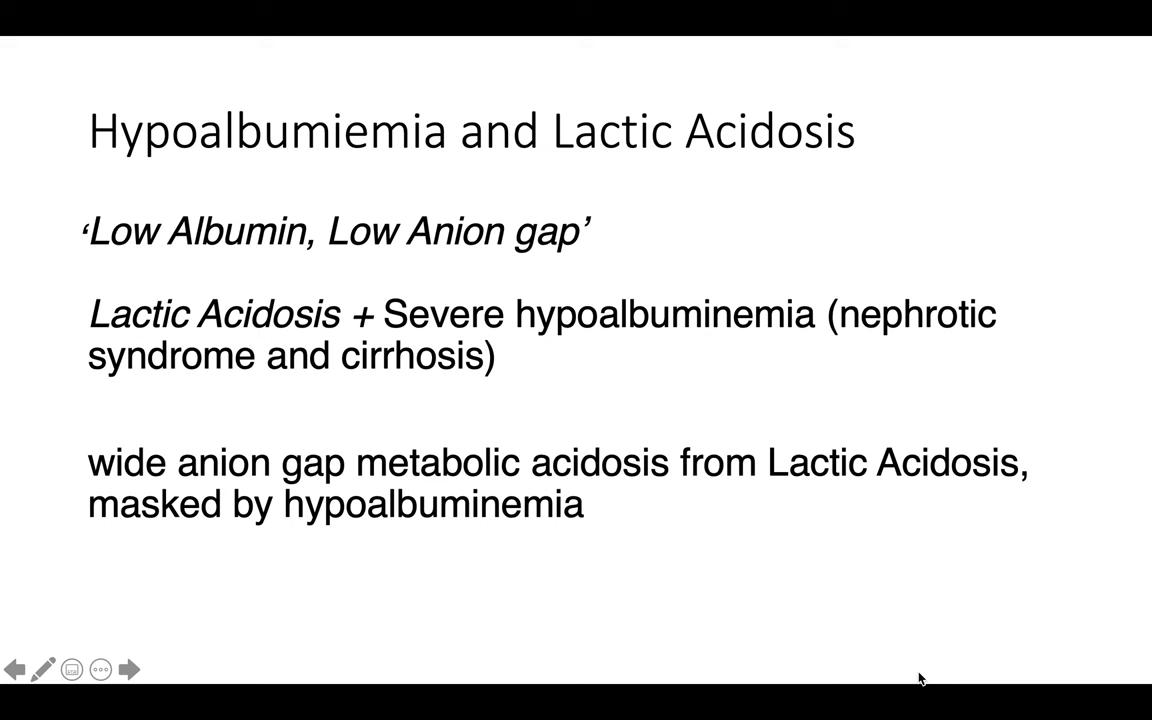 Hypoalbumiemia and Lactic Acidosis
‘Low Albumin, Low Anion gap’
Lactic Acidosis + Severe hypoalbuminemia (nephrotic
syndrome and cirrhosis)
wide anion gap metabolic acidosis from Lactic Acidosis,
masked by hypoalbuminemia